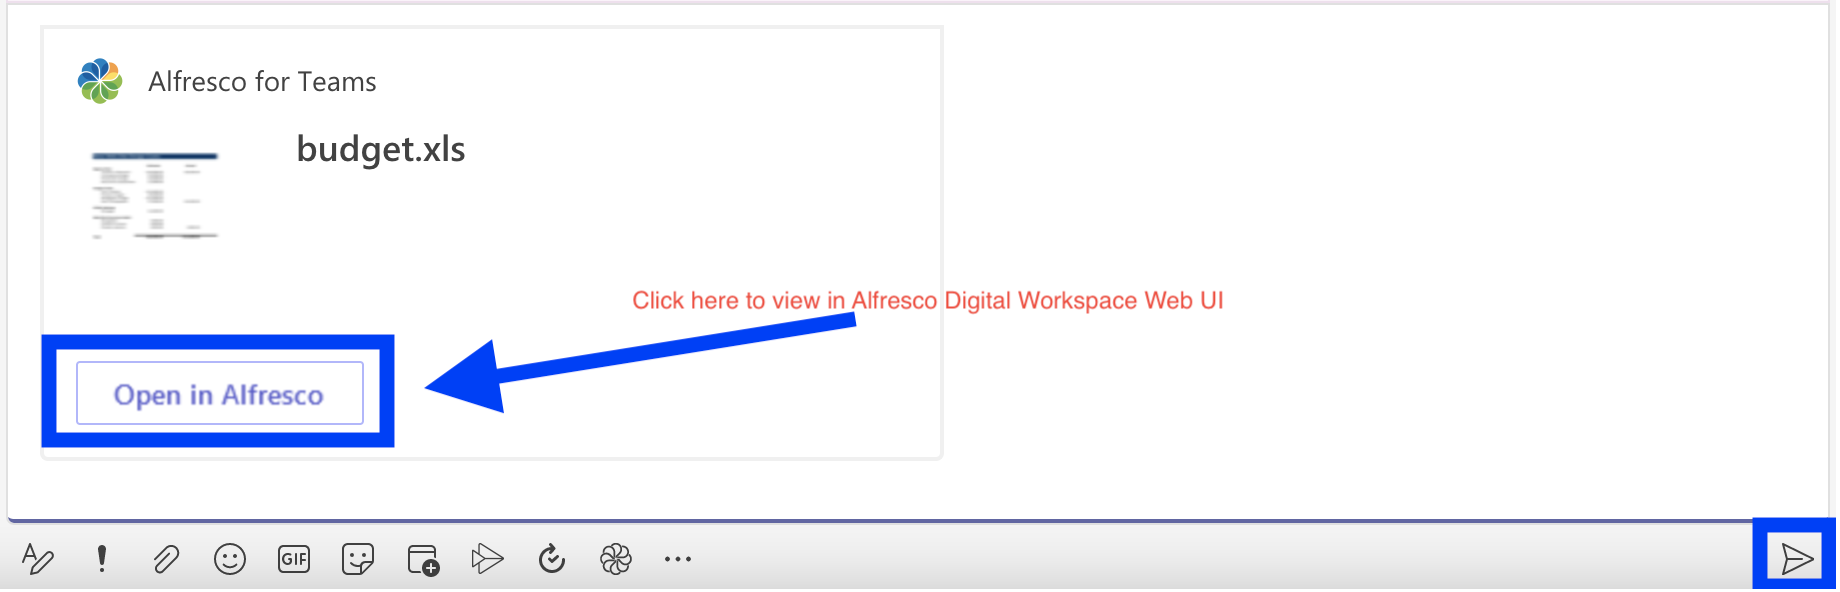 Alfresco for Teams
budget.xls
Click here to view in Alfresco Digital Workspace Web UI
Open in Alfresco
GIF